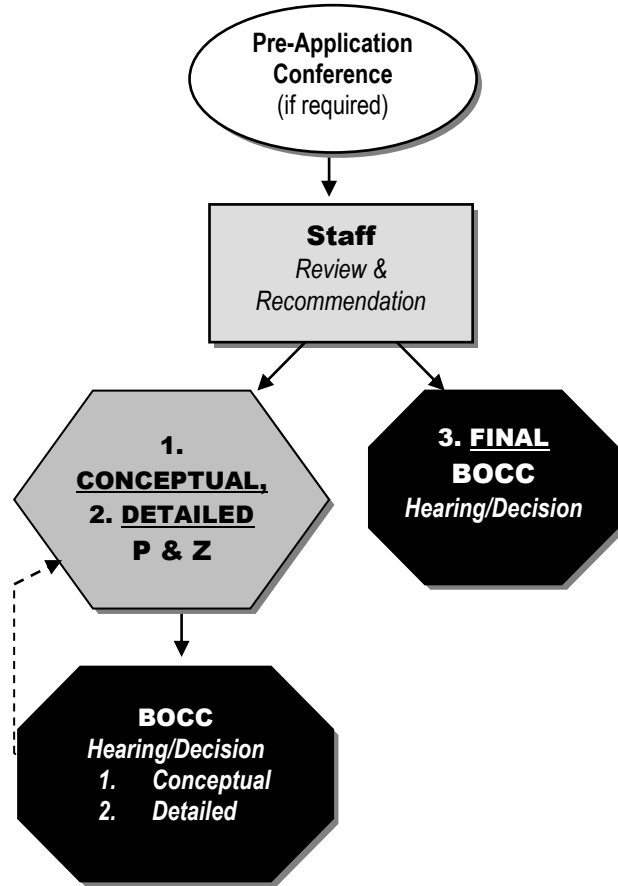 Pre-Application
Conference
(if required)
Staff
Review &
Recommendation
1.
CONCEPTUAL,
2. DETAILED
P & Z
3. FINAL
BOCC
Hearing/Decision
BOCC
Hearing/Decision
1. Conceptual
2. Detailed